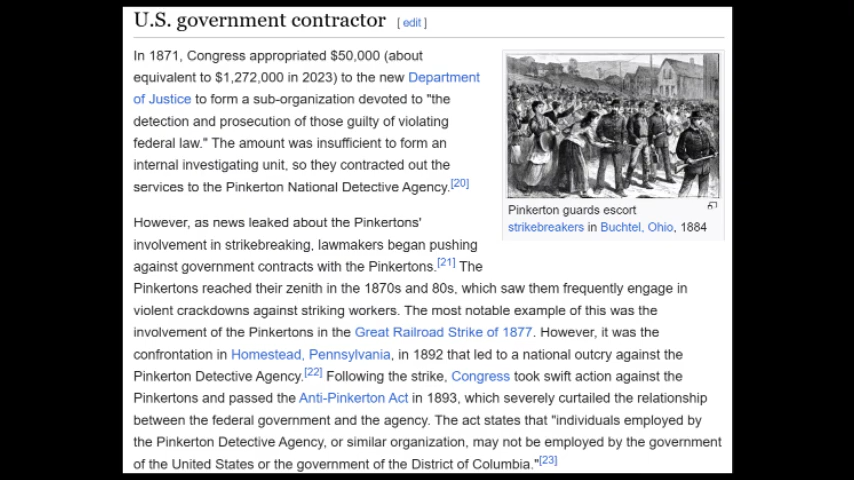 U.S. government contractor [ edit ]
In 1871, Congress appropriated $50,000 (about
equivalent to $1,272,000 in 2023) to the new Department
of Justice to form a sub-organization devoted to "the
detection and prosecution of those guilty of violating
federal law." The amount was insufficient to form an
internal investigating unit, so they contracted out the
services to the Pinkerton National Detective Agency.[20]
Pinkerton guards escort
strikebreakers in Buchtel, Ohio, 1884
However, as news leaked about the Pinkertons'
involvement in strikebreaking, lawmakers began pushing
against government contracts with the Pinkertons.[21] The
Pinkertons reached their zenith in the 1870s and 80s, which saw them frequently engage in
violent crackdowns against striking workers. The most notable example of this was the
involvement of the Pinkertons in the Great Railroad Strike of 1877. However, it was the
confrontation in Homestead, Pennsylvania, in 1892 that led to a national outcry against the
Pinkerton Detective Agency.[22] Following the strike, Congress took swift action against the
Pinkertons and passed the Anti-Pinkerton Act in 1893, which severely curtailed the relationship
between the federal government and the agency. The act states that "individuals employed by
the Pinkerton Detective Agency, or similar organization, may not be employed by the government
of the United States or the government of the District of Columbia."[23]